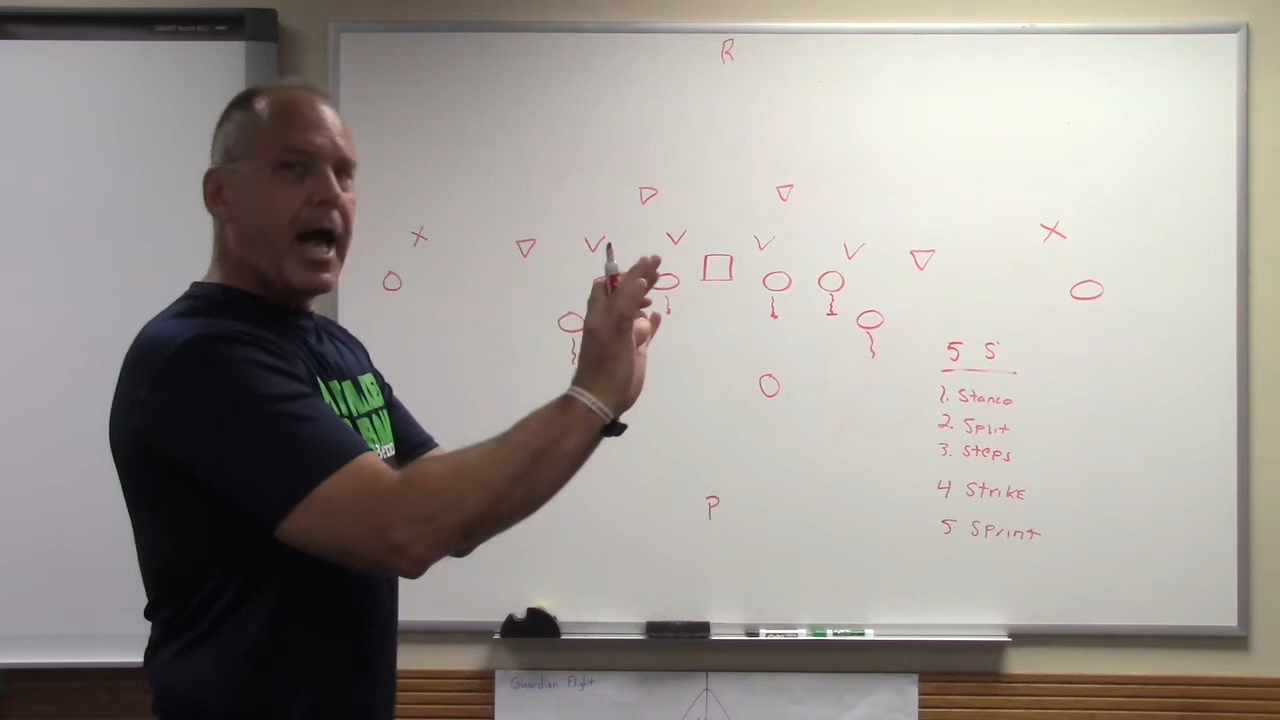 R
X
X
5 S
1. Stance
2. Split
3. Steps
4 Strike
5 Sprint
P
Guardian Flight